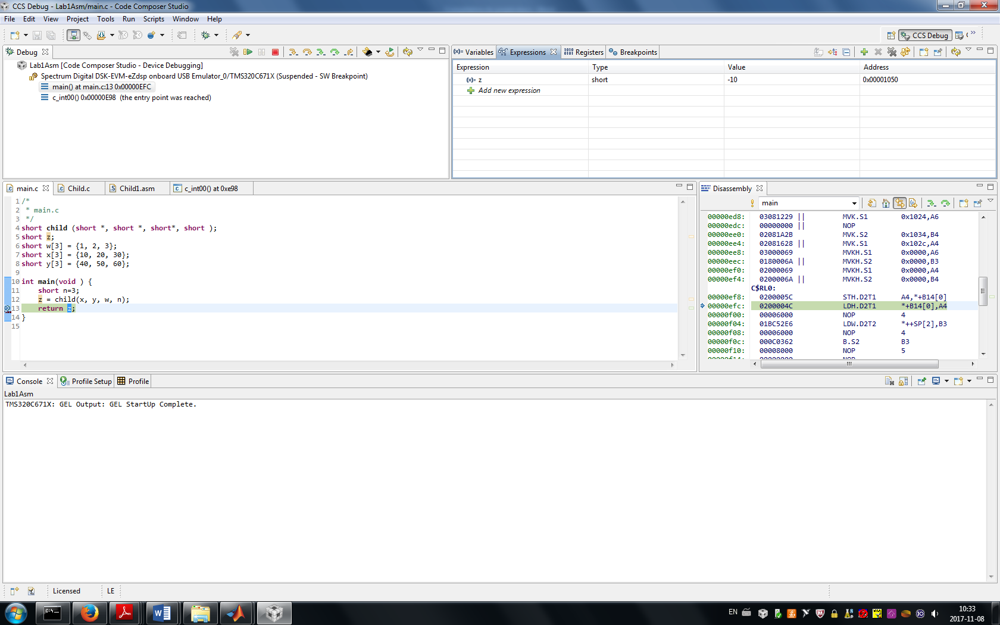 CCS Debug - Lab1Asm/main.c - Code Composer Studio
File Edit View Project Tools Run Scripts Window Help
CCS Debug
Debug
Lab1Asm [Code Composer Studio - Device Debugging]
Spectrum Digital DSK-EVM-eZdsp onboard USB Emulator_0/TMS320C671X (Suspended - SW Breakpoint)
main() at main.c:13 0x00000EFC
c_int00() 0x00000E98 (the entry point was reached)
(x)= Variables Expressions Registers Breakpoints
Expression Type Value Address
(x)= z short -10 0x00001050
Add new expression
main.c Child.c Child1.asm c_int00() at 0xe98
1 /*
2 * main.c
3 */
4 short child (short *, short *, short*, short );
5 short z;
6 short w[3] = {1, 2, 3};
7 short x[3] = {10, 20, 30};
8 short y[3] = {40, 50, 60};
9
10 int main(void ) {
11 short n=3;
12 z = child(x, y, w, n);
13 return z;
14 }
15
Disassembly
main
00000ed8: 03081229 || MVK.S1 0x1024,A6
00000edc: 00000000 || NOP
00000ee0: 02081A2B MVK.S2 0x1034,B4
00000ee4: 02081628 || MVK.S1 0x102c,A4
00000ee8: 03000069 MVKH.S1 0x0000,A6
00000eec: 0180006A || MVKH.S2 0x0000,B3
00000ef0: 02000069 MVKH.S1 0x0000,A4
00000ef4: 0200006A || MVKH.S2 0x0000,B4
C$RL0:
00000ef8: 0200005C STH.D2T1 A4,*+B14[0]
00000efc: 0200004C LDH.D2T1 *+B14[0],A4
00000f00: 00006000 NOP 4
00000f04: 01BC52E6 LDW.D2T2 *++SP[2],B3
00000f08: 00006000 NOP 4
00000f0c: 000C0362 B.S2 B3
00000f10: 00008000 NOP 5
Console Profile Setup Profile
Lab1Asm
TMS320C671X: GEL Output: GEL StartUp Complete.
Licensed LE
EN
10:33
2017-11-08